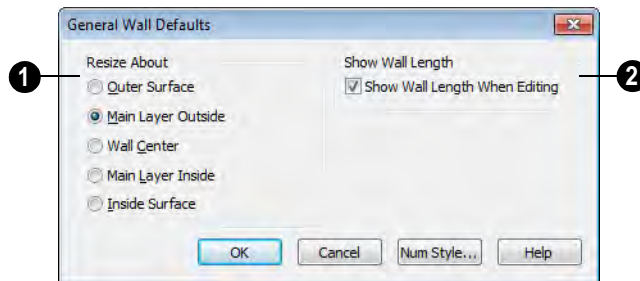 General Wall Defaults
Resize About
Outer Surface
Main Layer Outside
Wall Center
Main Layer Inside
Inside Surface
Show Wall Length
Show Wall Length When Editing
1
2
OK
Cancel
Num Style...
Help